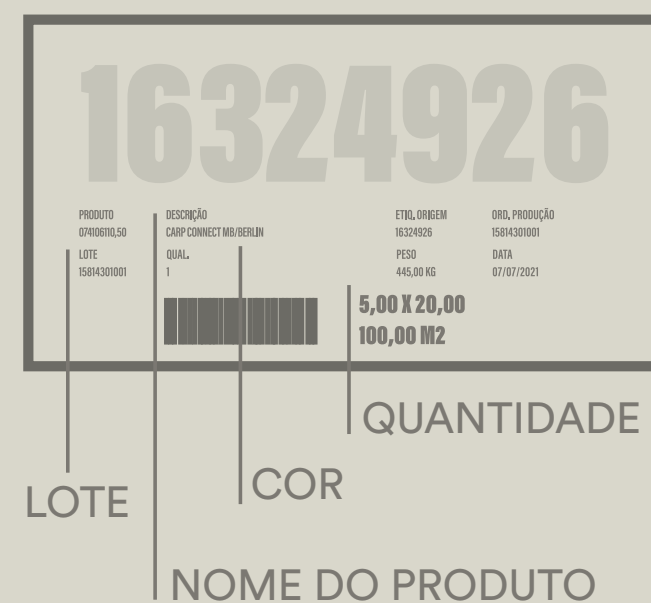 16324926
PRODUTO DESCRIÇÃO ETIQ. ORIGEM ORD. PRODUÇÃO
074106110,50 CARP CONNECT MB/BERLIN 16324926 15814301001
LOTE QUAL. PESO DATA
15814301001 1 445,00 KG 07/07/2021
5,00 X 20,00
100,00 M2
QUANTIDADE
COR
LOTE
NOME DO PRODUTO